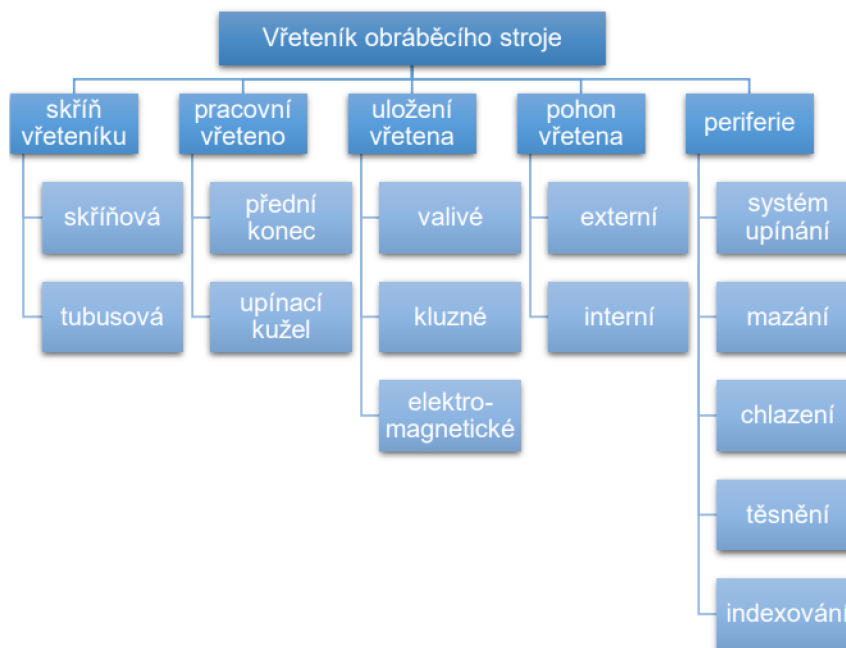 Vřeteník obráběcího stroje
skříň
vřeteníku
pracovní
vřeteno
uložení
vřetena
pohon
vřetena
periferie
skříňová
tubusová
přední
konec
upínací
kužel
valivé
kluzné
elektro-
magnetické
externí
interní
systém
upínání
mazání
chlazení
těsnění
indexování